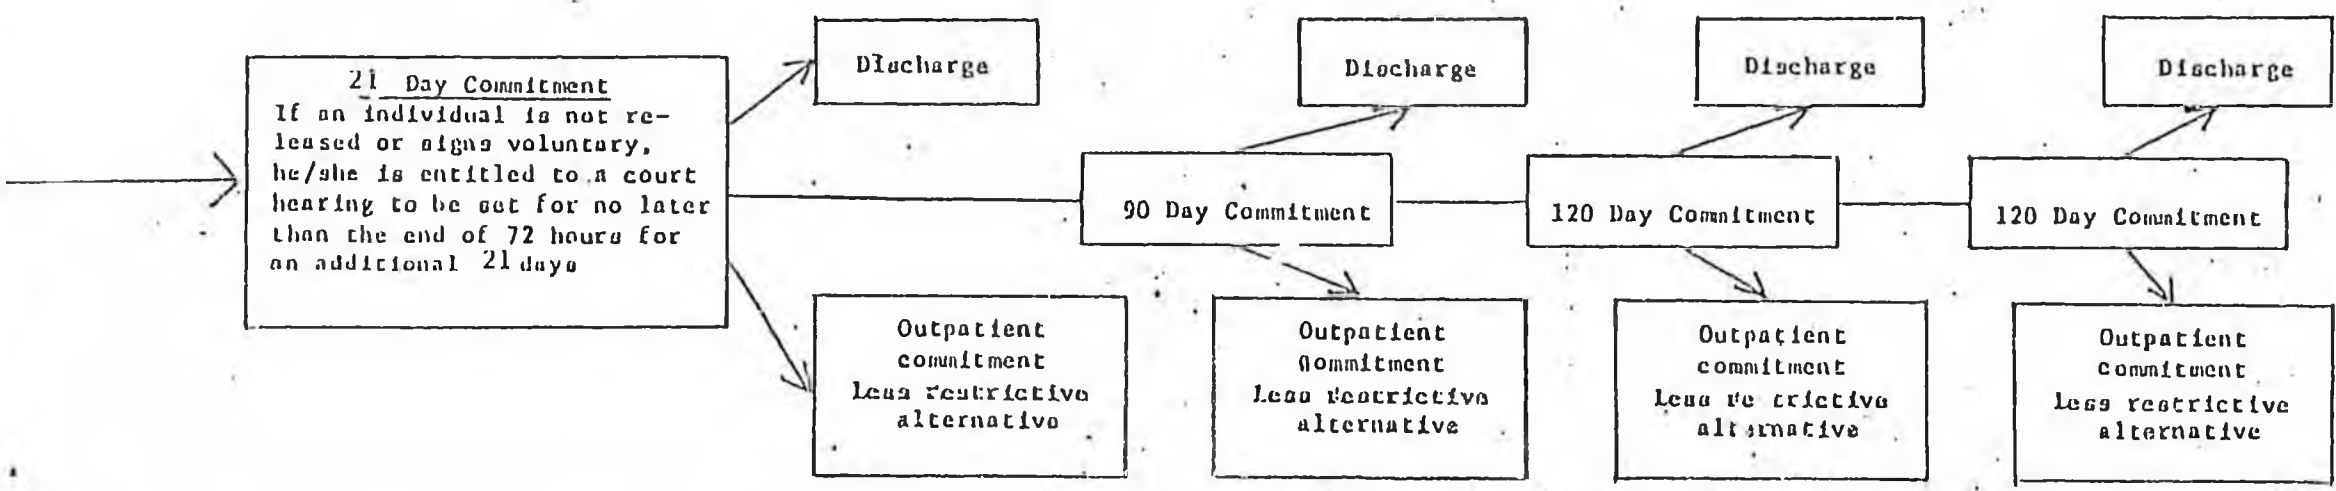 21 Day Commitment
If an individual is not re-
leased or signs voluntary,
he/she is entitled to a court
hearing to be set for no later
than the end of 72 hours for
an additional 21 days
Discharge
Outpatient
commitment
Less restrictive
alternative
90 Day Commitment
Discharge
Outpatient
commitment
Less restrictive
alternative
120 Day Commitment
Discharge
Outpatient
commitment
Less re trictive
alternative
120 Day Commitment
Discharge
Outpatient
commitment
Less restrictive
alternative